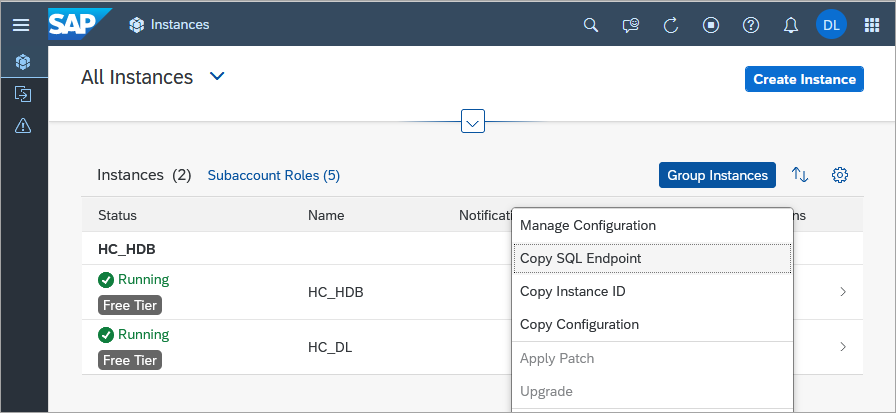 SAP Instances DL
All Instances Create Instance
Instances (2) Subaccount Roles (5) Group Instances
Status Name
HC_HDB
Running
Free Tier
HC_HDB
Running
Free Tier
HC_DL
Manage Configuration
Copy SQL Endpoint
Copy Instance ID
Copy Configuration
Apply Patch
Upgrade